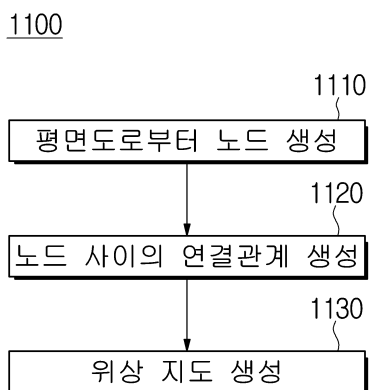 1100
1110
평면도로부터 노드 생성
1120
노드 사이의 연결관계 생성
1130
위상 지도 생성